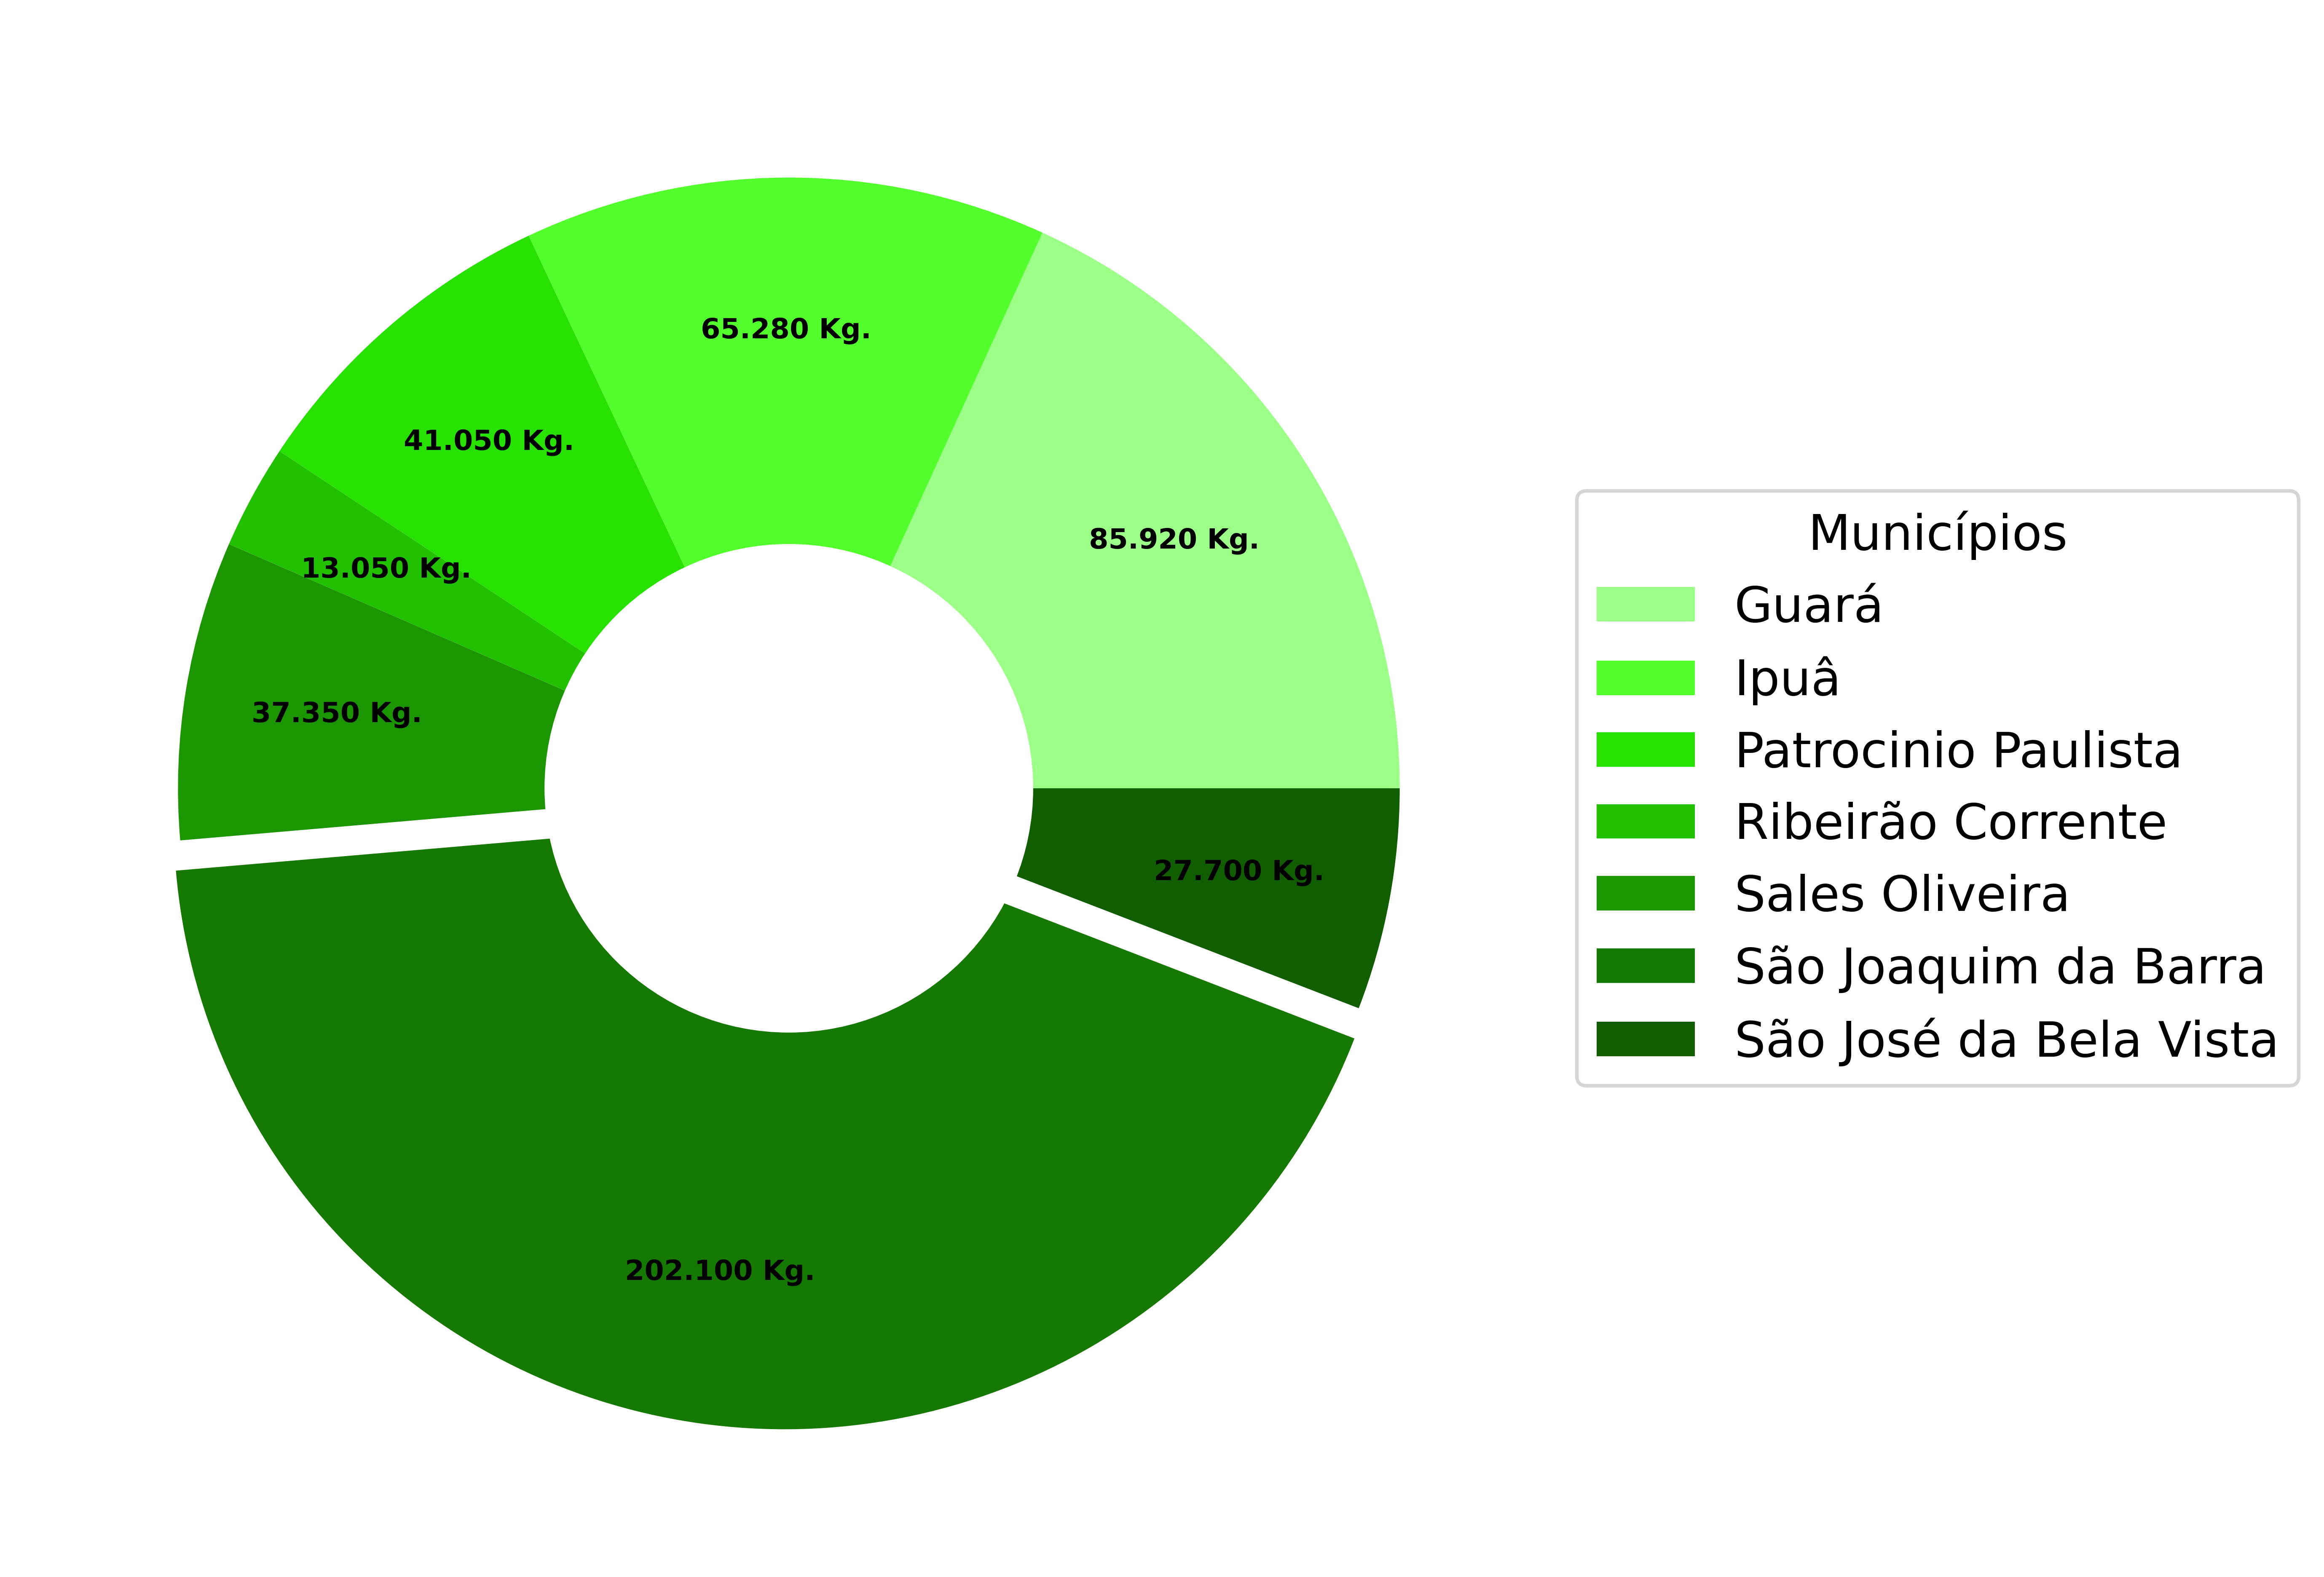 65.280 Kg.
41.050 Kg.
85.920 Kg.
13.050 Kg.
37.350 Kg.
27.700 Kg.
202.100 Kg.
Municípios
Guará
Ipuâ
Patrocinio Paulista
Ribeirão Corrente
Sales Oliveira
São Joaquim da Barra
São José da Bela Vista